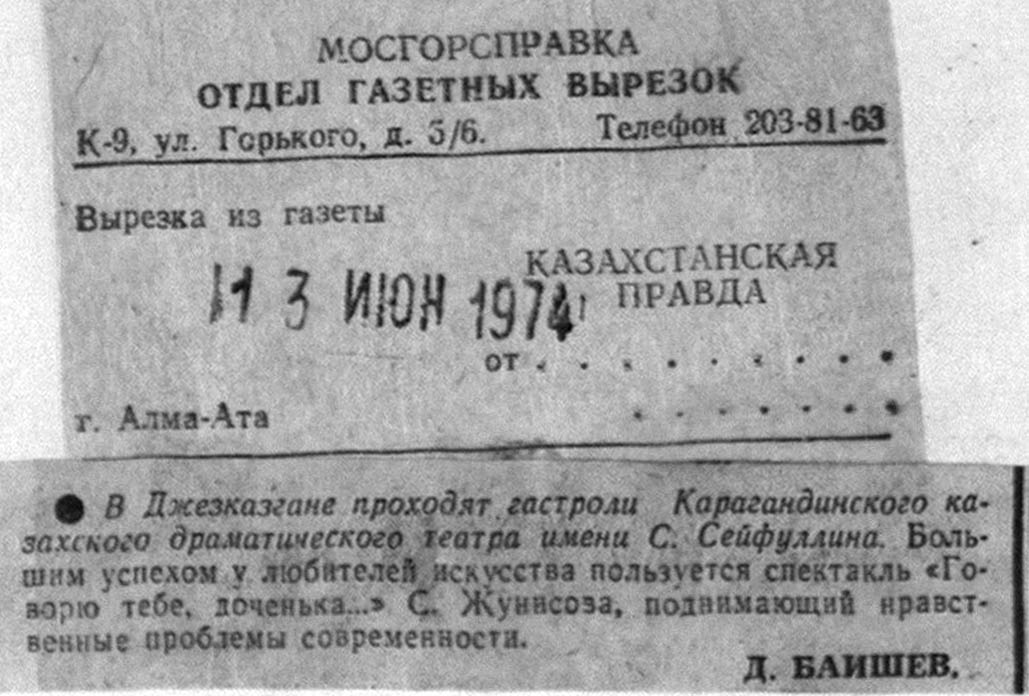 МОСГОРСПРАВКА
ОТДЕЛ ГАЗЕТНЫХ ВЫРЕЗОК
К-9, ул. Горького, д. 5/6. Телефон 203-81-63
Вырезка из газеты
КАЗАХСТАНСКАЯ
ПРАВДА
13 ИЮН 1974
от . . . . . . . . .
г. Алма-Ата . . . . . . .
● В Джезказгане проходят гастроли Карагандинского ка-
захского драматического театра имени С. Сейфуллина. Боль-
шим успехом у любителей искусства пользуется спектакль «Го-
ворю тебе, доченька...» С. Жунисова, поднимающий нравст-
венные проблемы современности.
Д. БАИШЕВ.